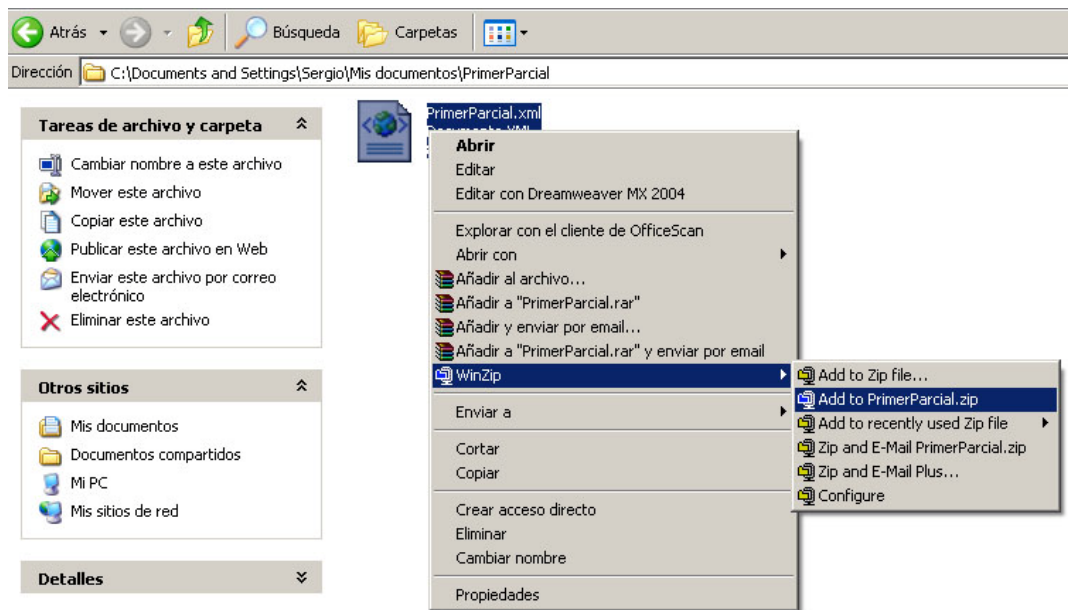 Atrás
Búsqueda
Carpetas
Dirección
C:\Documents and Settings\Sergio\Mis documentos\PrimerParcial
Tareas de archivo y carpeta
Cambiar nombre a este archivo
Mover este archivo
Copiar este archivo
Publicar este archivo en Web
Enviar este archivo por correo
electrónico
Eliminar este archivo
Otros sitios
Mis documentos
Documentos compartidos
Mi PC
Mis sitios de red
Detalles
PrimerParcial.xml
Documento XML
Abrir
Editar
Editar con Dreamweaver MX 2004
Explorar con el cliente de OfficeScan
Abrir con
Añadir al archivo...
Añadir a "PrimerParcial.rar"
Añadir y enviar por email...
Añadir a "PrimerParcial.rar" y enviar por email
WinZip
Enviar a
Cortar
Copiar
Crear acceso directo
Eliminar
Cambiar nombre
Propiedades
Add to Zip file...
Add to PrimerParcial.zip
Add to recently used Zip file
Zip and E-Mail PrimerParcial.zip
Zip and E-Mail Plus...
Configure